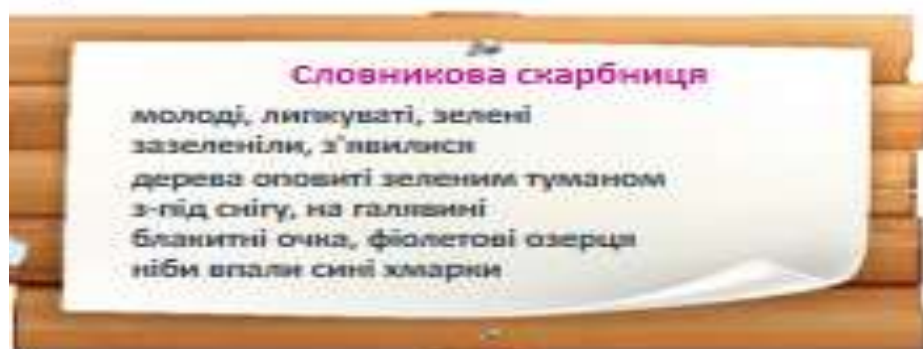 Словникова скарбниця
молоді, липкуваті, зелені
зазеленіли, з'явилися
дерева оповиті зеленим туманом
з-під снігу, на галявині
блакитні очка, фіолетові озерця
ніби впали сині хмарки